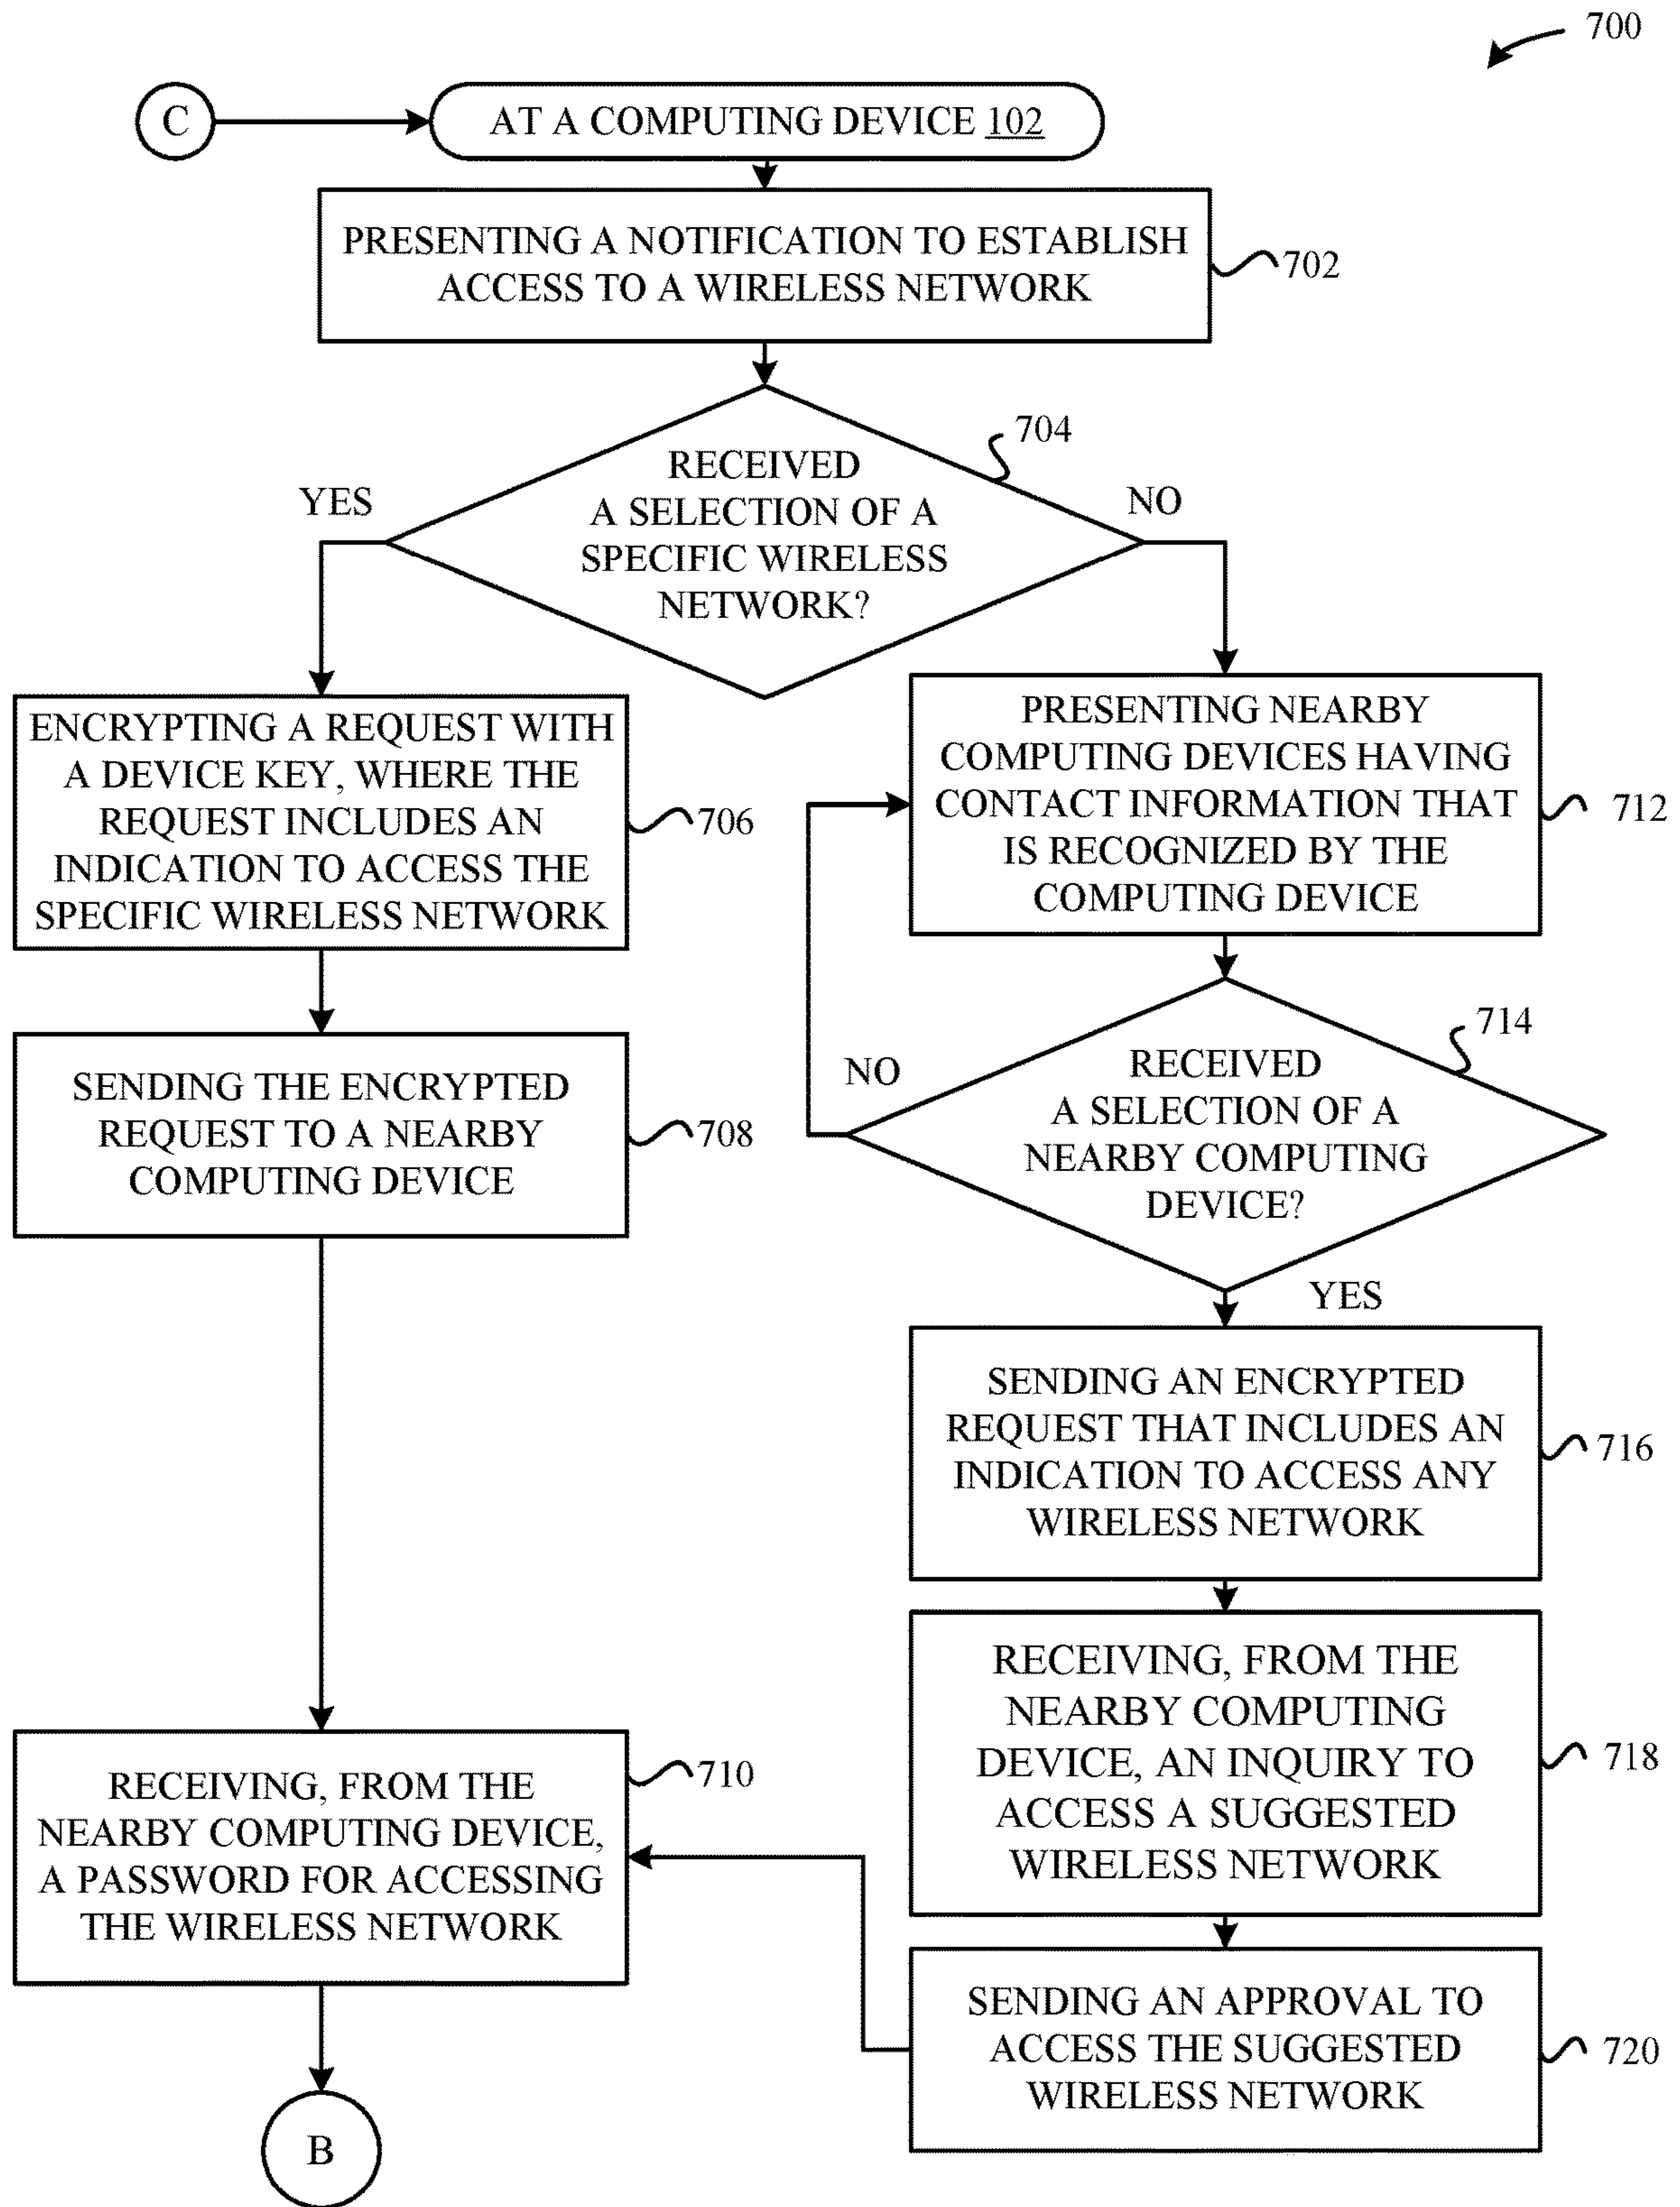 700
C
AT A COMPUTING DEVICE 102
PRESENTING A NOTIFICATION TO ESTABLISH
ACCESS TO A WIRELESS NETWORK
702
704
RECEIVED
A SELECTION OF A
SPECIFIC WIRELESS
NETWORK?
YES
NO
ENCRYPTING A REQUEST WITH
A DEVICE KEY, WHERE THE
REQUEST INCLUDES AN
INDICATION TO ACCESS THE
SPECIFIC WIRELESS NETWORK
706
SENDING THE ENCRYPTED
REQUEST TO A NEARBY
COMPUTING DEVICE
708
PRESENTING NEARBY
COMPUTING DEVICES HAVING
CONTACT INFORMATION THAT
IS RECOGNIZED BY THE
COMPUTING DEVICE
712
714
NO
RECEIVED
A SELECTION OF A
NEARBY COMPUTING
DEVICE?
YES
SENDING AN ENCRYPTED
REQUEST THAT INCLUDES AN
INDICATION TO ACCESS ANY
WIRELESS NETWORK
716
RECEIVING, FROM THE
NEARBY COMPUTING
DEVICE, AN INQUIRY TO
ACCESS A SUGGESTED
WIRELESS NETWORK
718
SENDING AN APPROVAL TO
ACCESS THE SUGGESTED
WIRELESS NETWORK
720
RECEIVING, FROM THE
NEARBY COMPUTING DEVICE,
A PASSWORD FOR ACCESSING
THE WIRELESS NETWORK
710
B